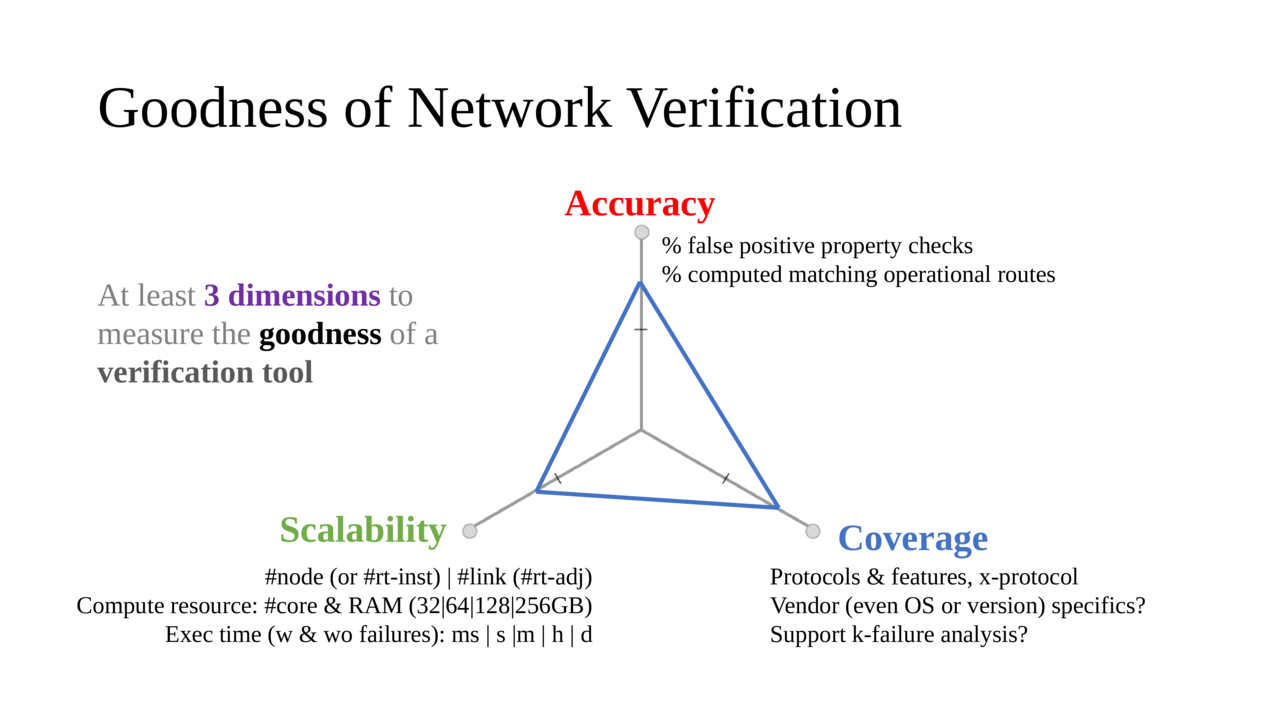 Goodness of Network Verification
Accuracy
% false positive property checks
% computed matching operational routes
At least 3 dimensions to
measure the goodness of a
verification tool
Scalability
#node (or #rt-inst) | #link (#rt-adj)
Compute resource: #core & RAM (32|64|128|256GB)
Exec time (w & wo failures): ms | s |m | h | d
Coverage
Protocols & features, x-protocol
Vendor (even OS or version) specifics?
Support k-failure analysis?